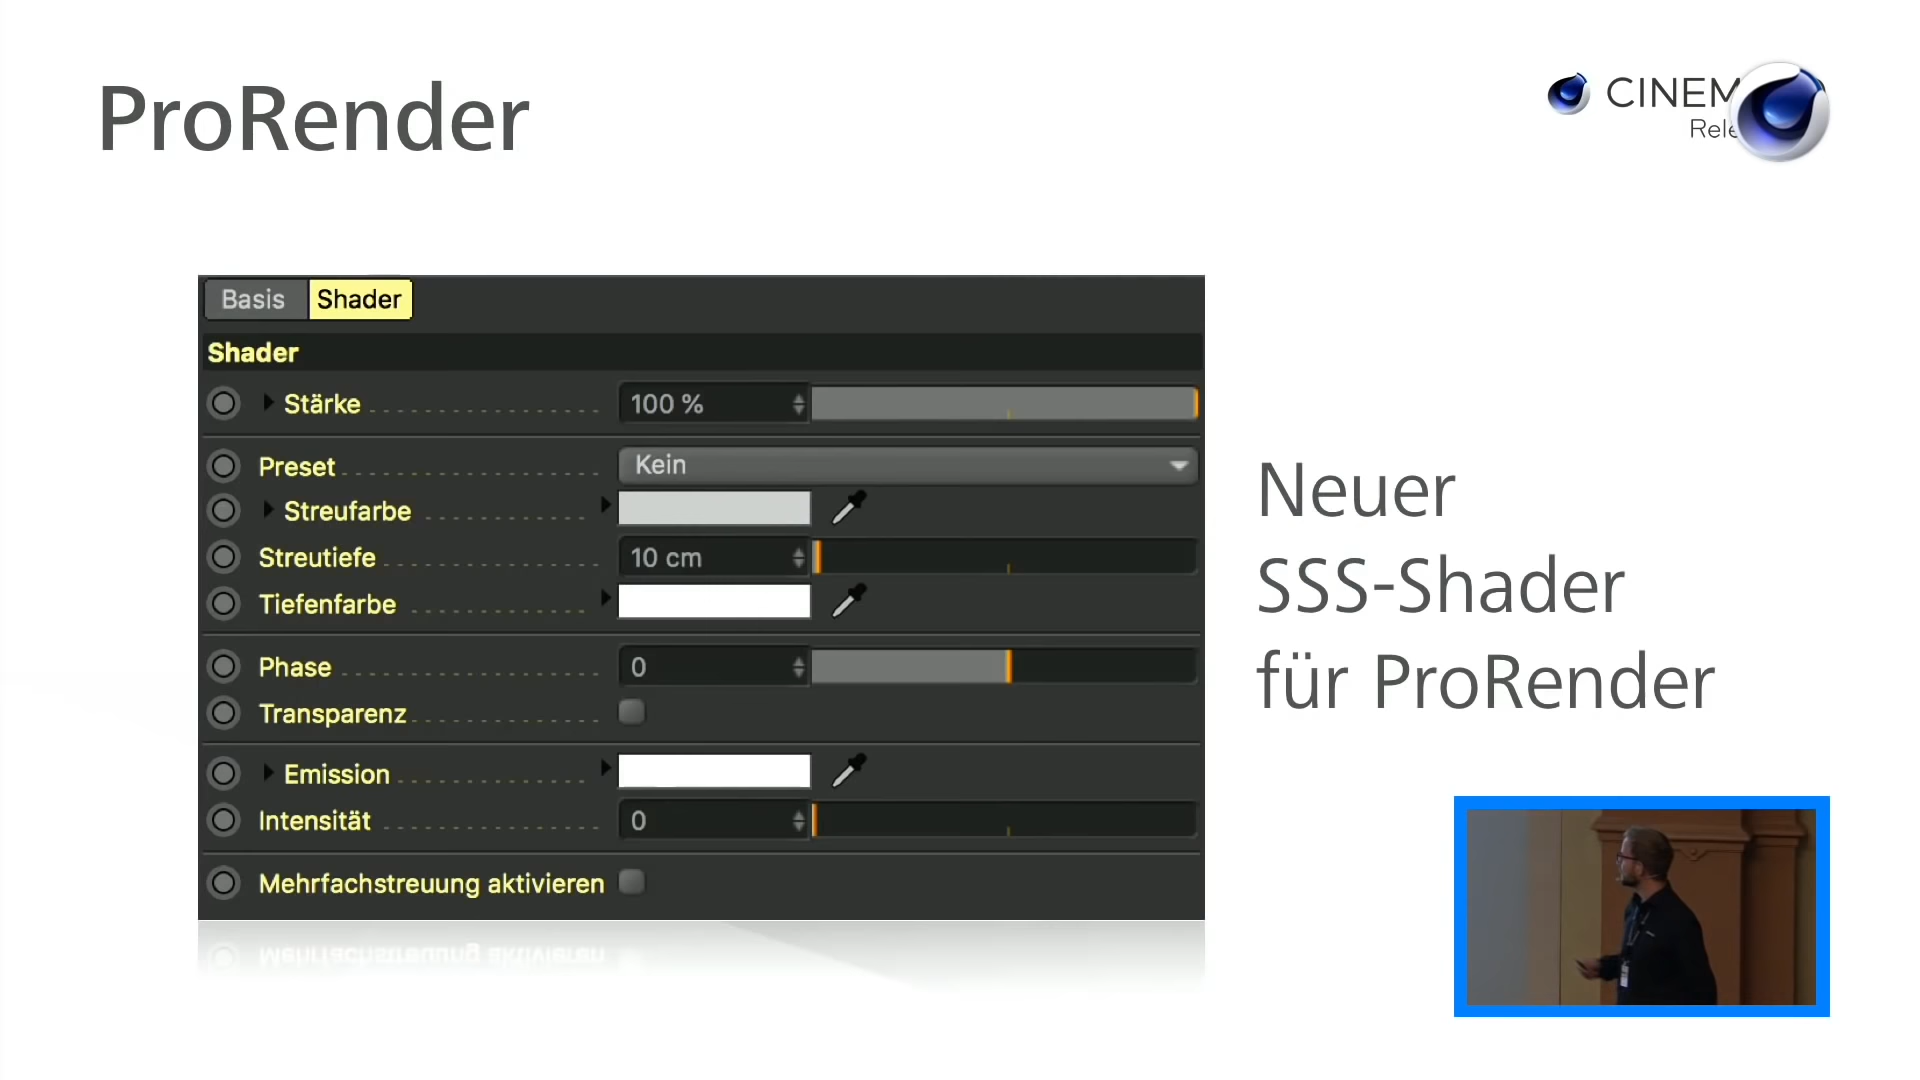 ProRender
CINEM
Rele
Basis Shader
Shader
Stärke 100 %
Preset Kein
Streufarbe
Streutiefe 10 cm
Tiefenfarbe
Phase 0
Transparenz
Emission
Intensität 0
Mehrfachstreuung aktivieren
Neuer
SSS-Shader
für ProRender